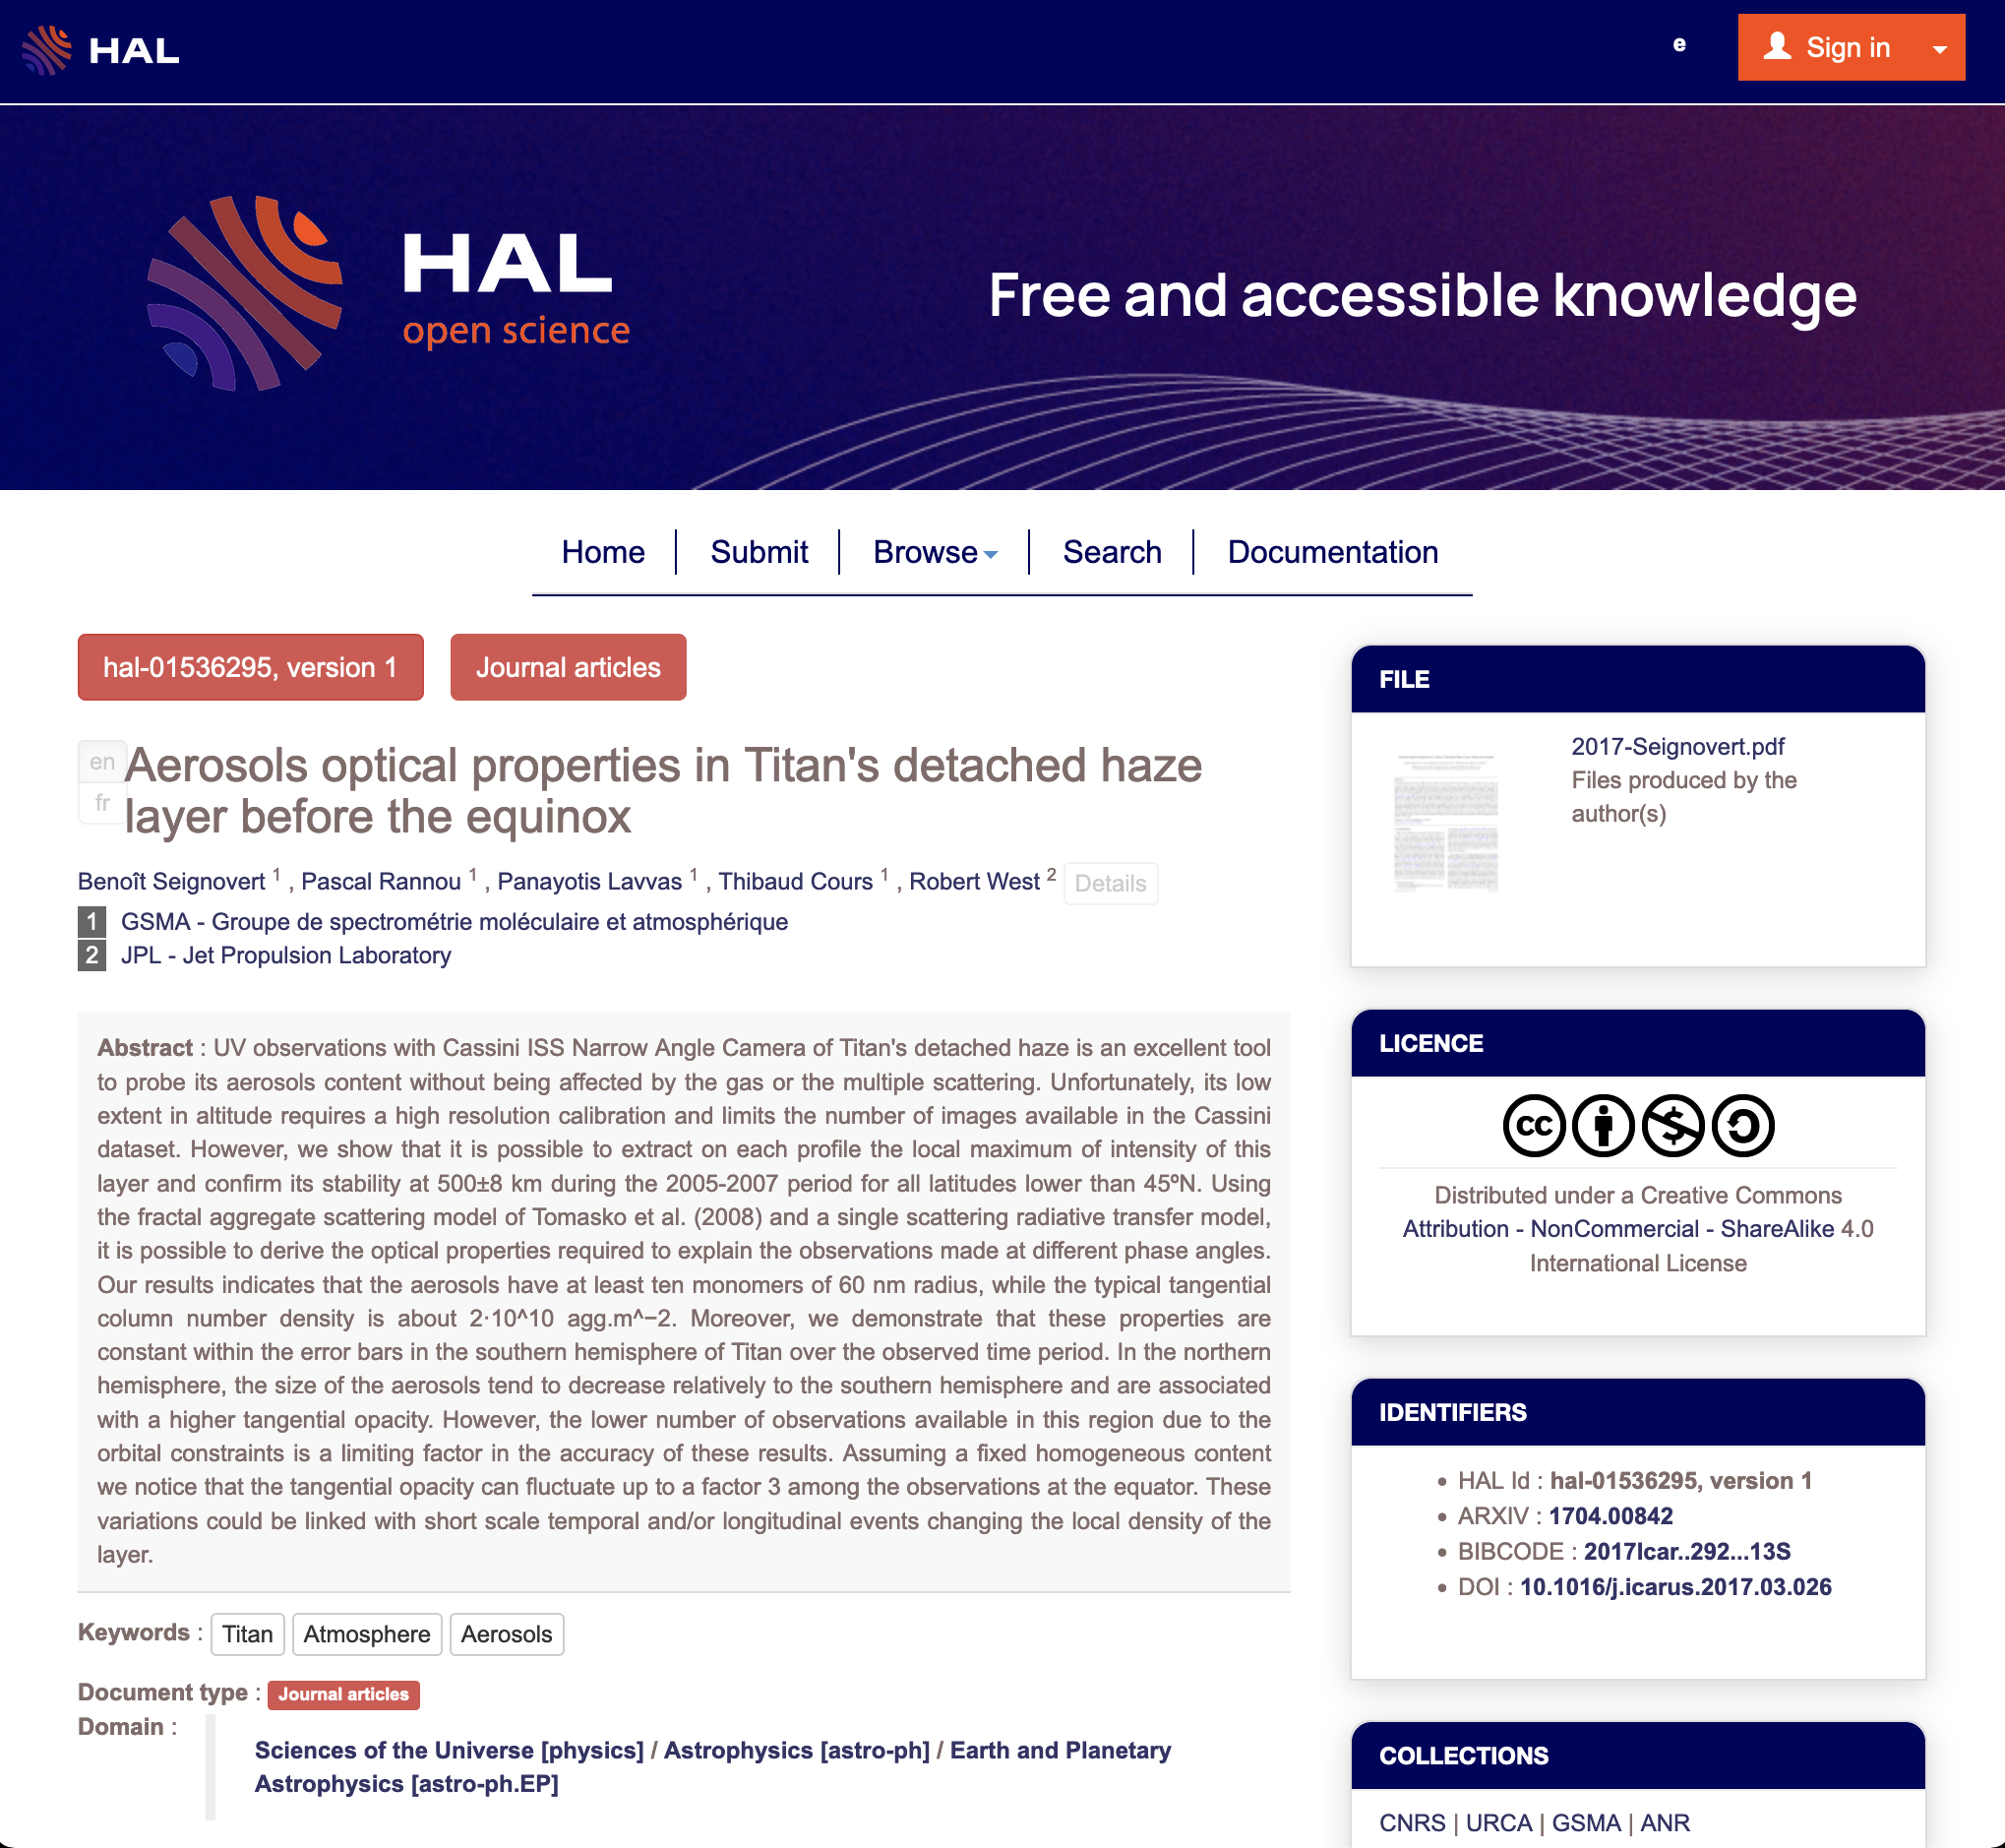 HAL
e
Sign in
HAL
open science
Free and accessible knowledge
Home
Submit
Browse
Search
Documentation
hal-01536295, version 1
Journal articles
en
fr
Aerosols optical properties in Titan's detached haze
layer before the equinox
Benoît Seignovert 1 , Pascal Rannou 1 , Panayotis Lavvas 1 , Thibaud Cours 1 , Robert West 2 Details
1 GSMA - Groupe de spectrométrie moléculaire et atmosphérique
2 JPL - Jet Propulsion Laboratory
Abstract : UV observations with Cassini ISS Narrow Angle Camera of Titan's detached haze is an excellent tool
to probe its aerosols content without being affected by the gas or the multiple scattering. Unfortunately, its low
extent in altitude requires a high resolution calibration and limits the number of images available in the Cassini
dataset. However, we show that it is possible to extract on each profile the local maximum of intensity of this
layer and confirm its stability at 500±8 km during the 2005-2007 period for all latitudes lower than 45ºN. Using
the fractal aggregate scattering model of Tomasko et al. (2008) and a single scattering radiative transfer model,
it is possible to derive the optical properties required to explain the observations made at different phase angles.
Our results indicates that the aerosols have at least ten monomers of 60 nm radius, while the typical tangential
column number density is about 2·10^10 agg.m^−2. Moreover, we demonstrate that these properties are
constant within the error bars in the southern hemisphere of Titan over the observed time period. In the northern
hemisphere, the size of the aerosols tend to decrease relatively to the southern hemisphere and are associated
with a higher tangential opacity. However, the lower number of observations available in this region due to the
orbital constraints is a limiting factor in the accuracy of these results. Assuming a fixed homogeneous content
we notice that the tangential opacity can fluctuate up to a factor 3 among the observations at the equator. These
variations could be linked with short scale temporal and/or longitudinal events changing the local density of the
layer.
Keywords : Titan Atmosphere Aerosols
Document type : Journal articles
Domain :
Sciences of the Universe [physics] / Astrophysics [astro-ph] / Earth and Planetary
Astrophysics [astro-ph.EP]
FILE
2017-Seignovert.pdf
Files produced by the
author(s)
LICENCE
cc
Distributed under a Creative Commons
Attribution - NonCommercial - ShareAlike 4.0
International License
IDENTIFIERS
• HAL Id : hal-01536295, version 1
• ARXIV : 1704.00842
• BIBCODE : 2017Icar..292...13S
• DOI : 10.1016/j.icarus.2017.03.026
COLLECTIONS
CNRS | URCA | GSMA | ANR